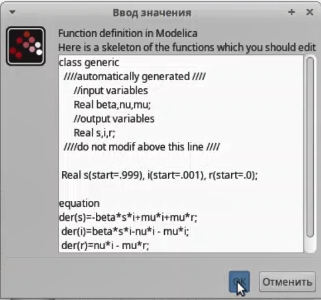 Ввод значения
Function definition in Modelica
Here is a skeleton of the functions which you should edit
class generic
////automatically generated ////
//input variables
Real beta,nu,mu;
//output variables
Real s,i,r;
////do not modif above this line ////
Real s(start=.999), i(start=.001), r(start=.0);
equation
der(s)=-beta*s*i+mu*i+mu*r;
der(i)=beta*s*i-nu*i - mu*i;
der(r)=nu*i - mu*r;
OK
Отменить